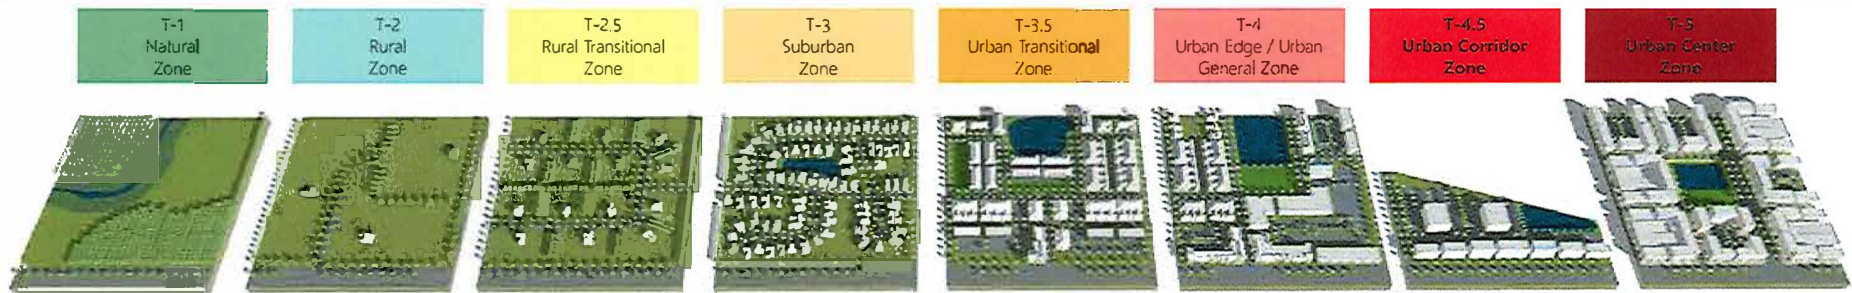 T-1
Natural
Zone
T-2
Rural
Zone
T-2.5
Rural Transitional
Zone
T-3
Suburban
Zone
T-3.5
Urban Transitional
Zone
T-4
Urban Edge / Urban
General Zone
T-4.5
Urban Corridor
Zone
T-5
Urban Center
Zone